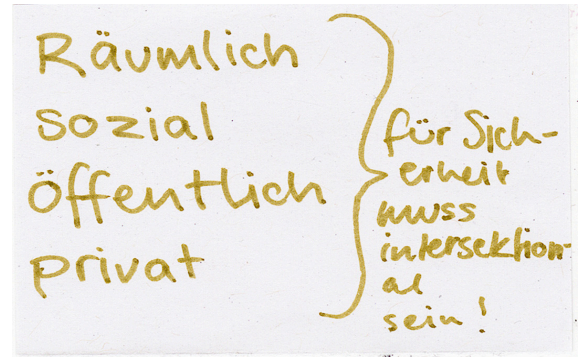 Räumlich
sozial
öffentlich
privat
für Sich-
erheit
muss
intersektion-
al
sein!